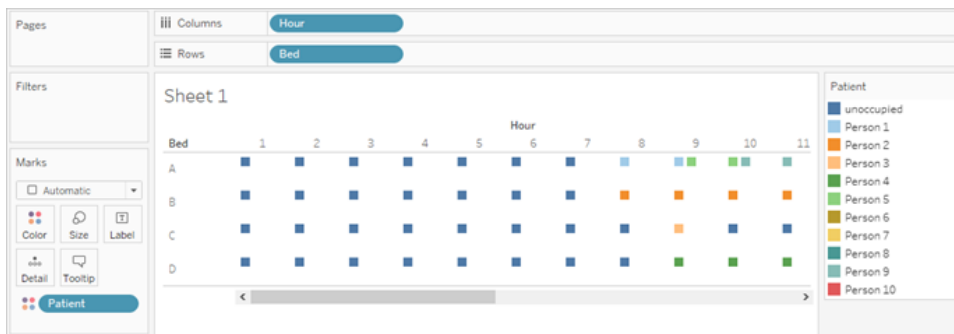 Pages
Columns
Hour
Rows
Bed
Filters
Marks
Automatic
Color Size Label
Detail Tooltip
Patient
Sheet 1
Hour
Bed 1 2 3 4 5 6 7 8 9 10 11
A
B
C
D
Patient
unoccupied
Person 1
Person 2
Person 3
Person 4
Person 5
Person 6
Person 7
Person 8
Person 9
Person 10